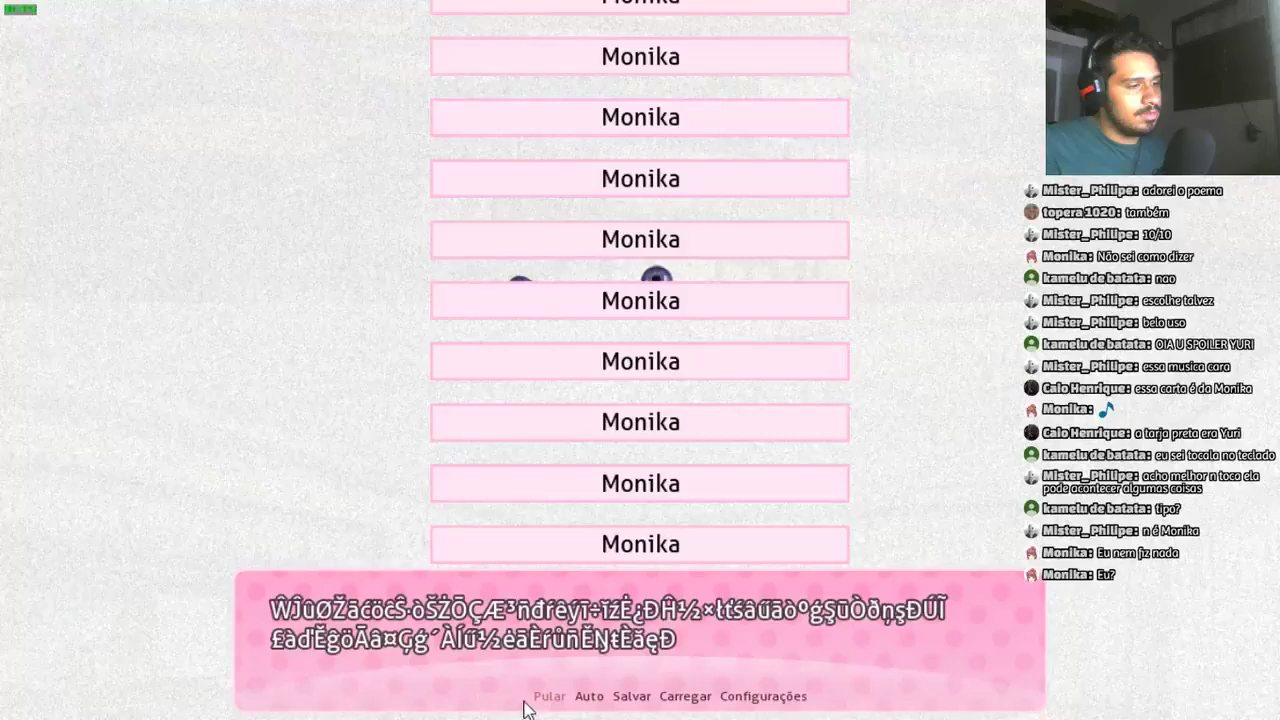 Monika
Monika
Monika
Monika
Monika
Monika
Monika
Monika
Monika
Monika
Pular Auto Salvar Carregar Configurações
Mister_Philipe: adorei o poema
topera 1020: também
Mister_Philipe: 10/10
Monika: Não sei como dizer
kamelu de batata: nao
Mister_Philipe: escolhe talvez
Mister_Philipe: belo uso
kamelu de batata: OIA U SPOILER YURI
Mister_Philipe: essa musica cara
Caio Henrique: essa carta é da Monika
Monika: 🎵
Caio Henrique: a tarja preta era Yuri
kamelu de batata: eu sei tocala no teclado
Mister_Philipe: acho melhor n toca ela
pode acontecer algumas coisas
kamelu de batata: tipo?
Mister_Philipe: n é Monika
Monika: Eu nem fiz nada
Monika: Eu?